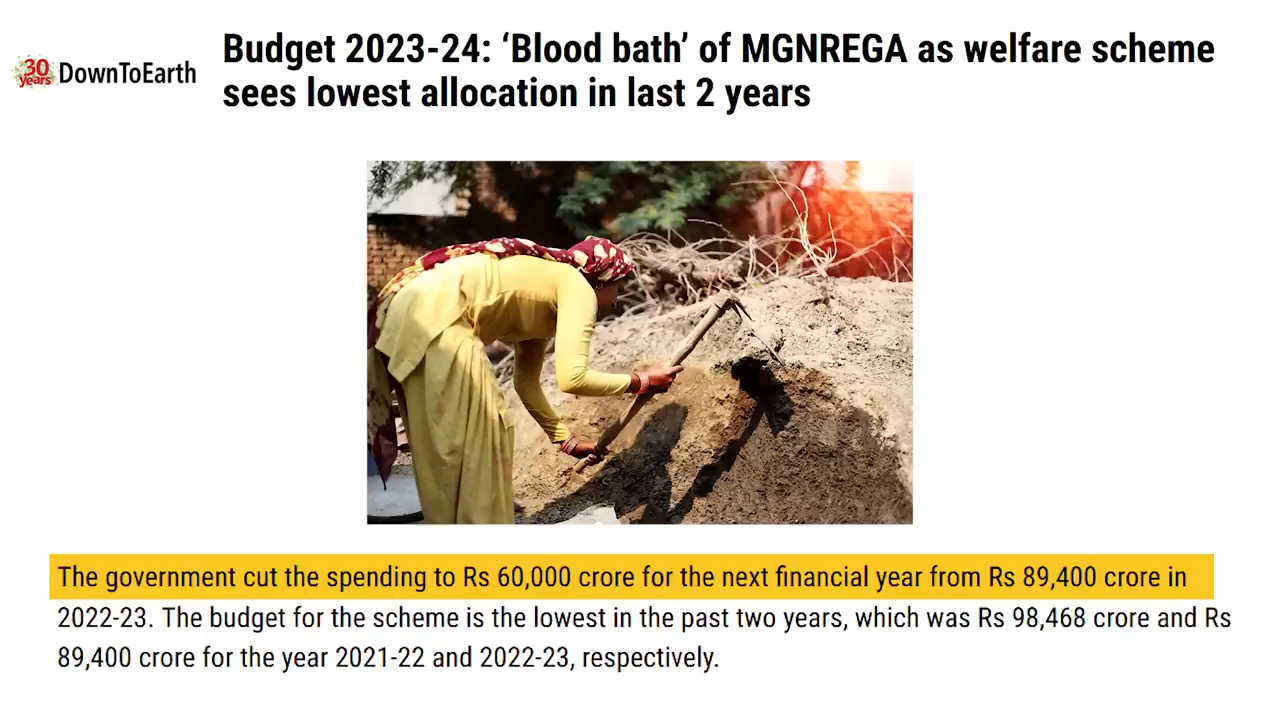 Budget 2023-24: ‘Blood bath’ of MGNREGA as welfare scheme
sees lowest allocation in last 2 years
30
years
DownToEarth
The government cut the spending to Rs 60,000 crore for the next financial year from Rs 89,400 crore in
2022-23. The budget for the scheme is the lowest in the past two years, which was Rs 98,468 crore and Rs
89,400 crore for the year 2021-22 and 2022-23, respectively.